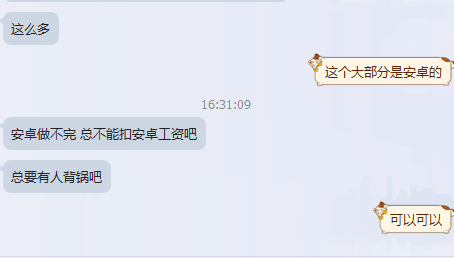 这么多
这个大部分是安卓的
16:31:09
安卓做不完 总不能扣安卓工资吧
总要有人背锅吧
可以可以